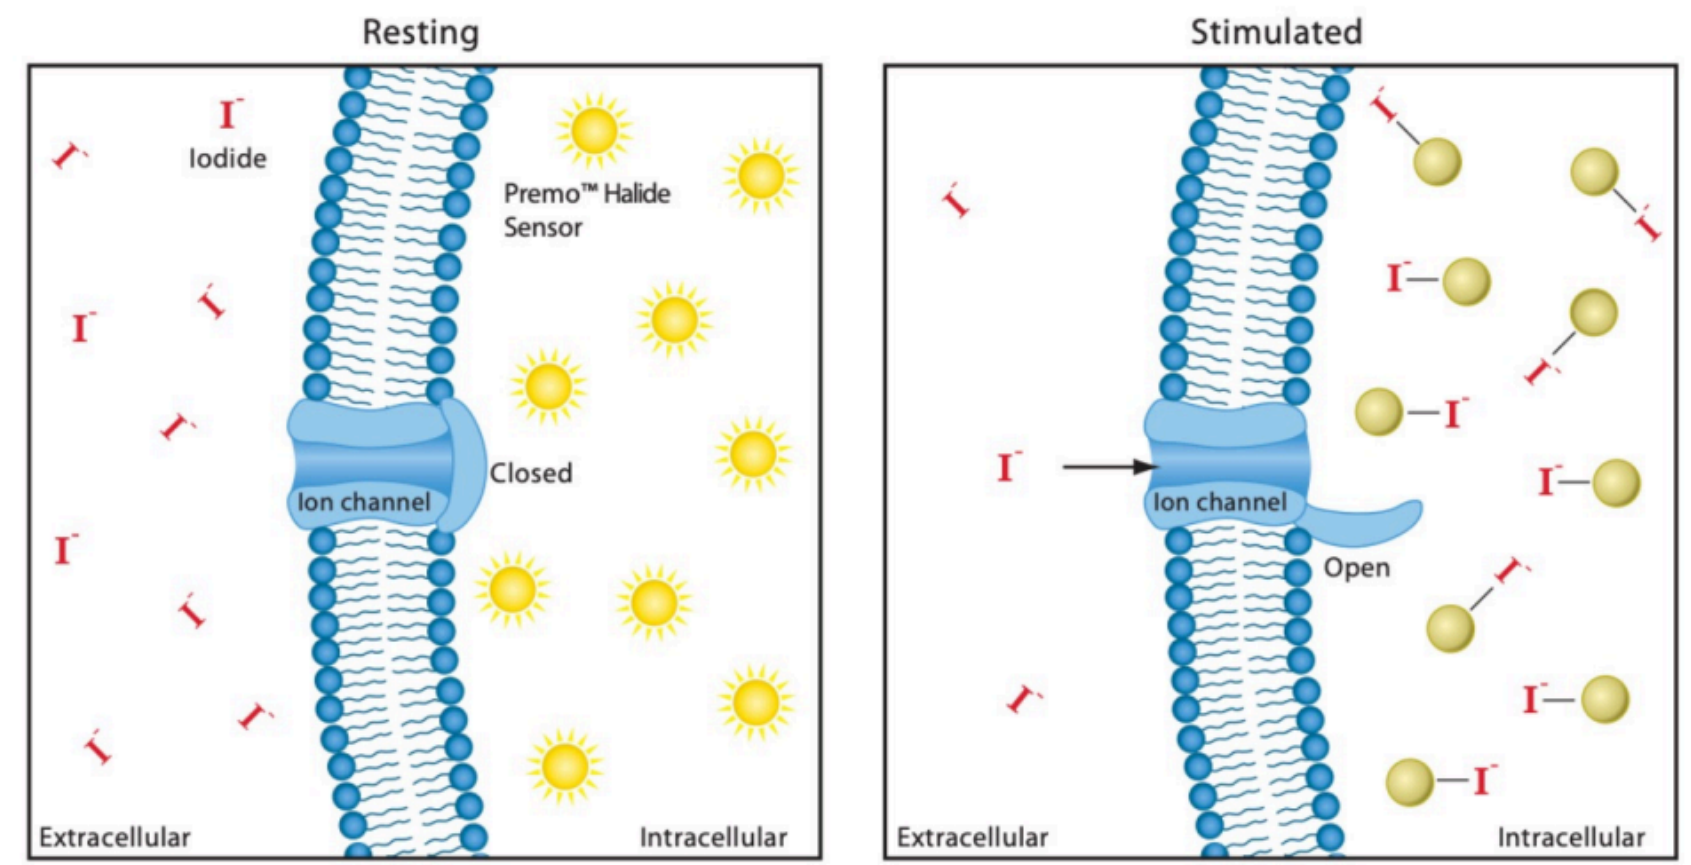 Resting
I⁻
Iodide
I⁻
Premo™ Halide
Sensor
I⁻
I⁻
I⁻
Closed
Ion channel
I⁻
I⁻
I⁻
I⁻
Extracellular
Intracellular
Stimulated
I⁻
I⁻
I⁻
I⁻
I⁻
I⁻
I⁻
I⁻
Ion channel
Open
I⁻
I⁻
I⁻
I⁻
Extracellular
Intracellular